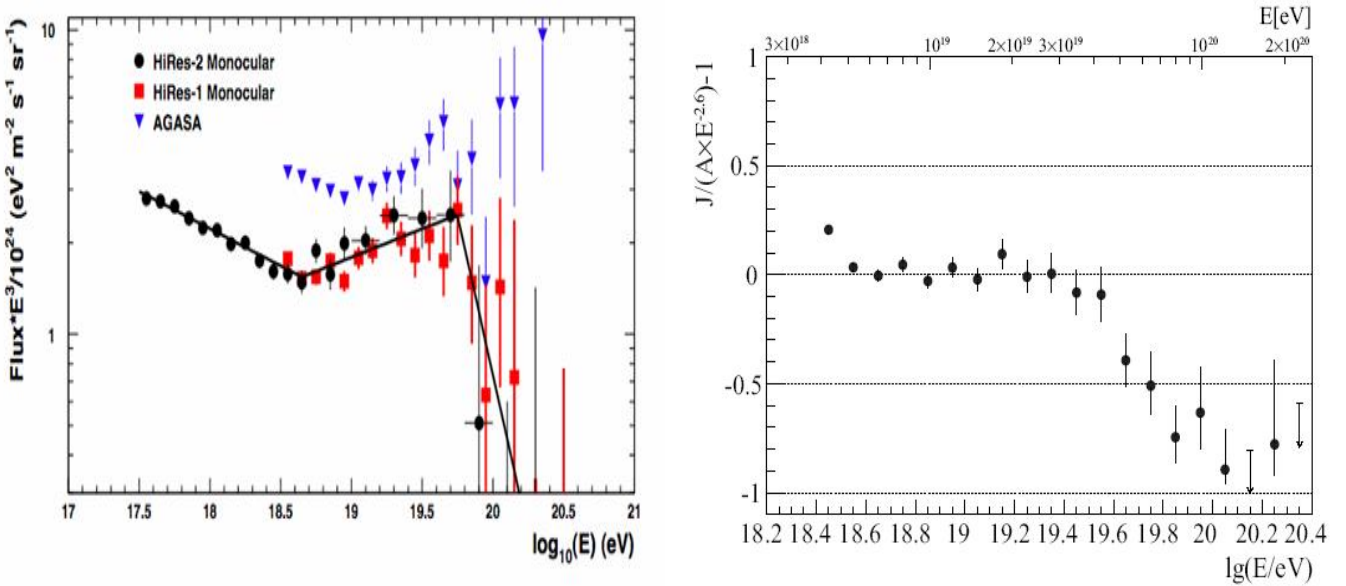 Flux*E³/10²⁴ (eV² m⁻² s⁻¹ sr⁻¹)
10
1
HiRes-2 Monocular
HiRes-1 Monocular
AGASA
17 17.5 18 18.5 19 19.5 20 20.5 21
log₁₀(E) (eV)
E[eV]
3×10¹⁸ 10¹⁹ 2×10¹⁹ 3×10¹⁹ 10²⁰ 2×10²⁰
J/(A×E⁻²·⁶)-1
1
0.5
0
-0.5
-1
18.2 18.4 18.6 18.8 19 19.2 19.4 19.6 19.8 20 20.2 20.4
lg(E/eV)